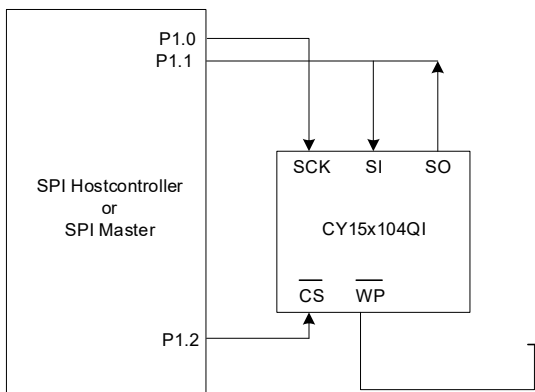 P1.0
P1.1
SCK SI SO
SPI Hostcontroller
or
SPI Master
CY15x104QI
CS WP
P1.2